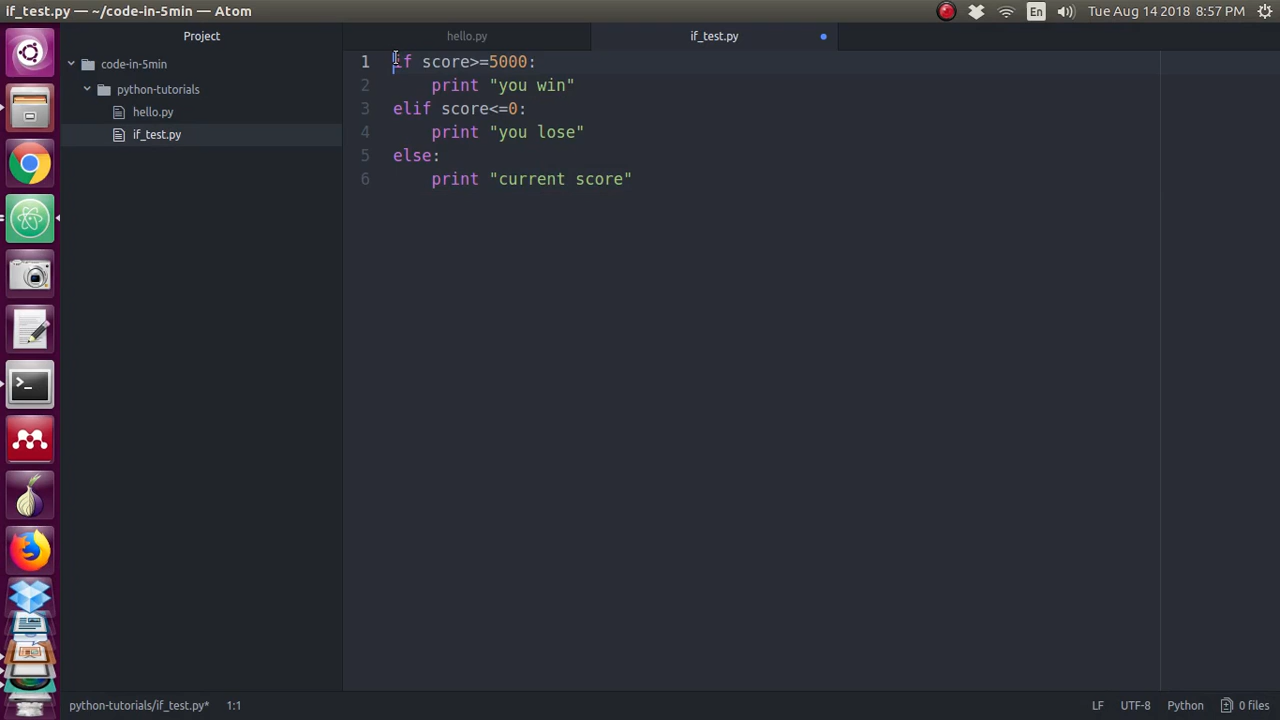 if_test.py — ~/code-in-5min — Atom
En
Tue Aug 14 2018 8:57 PM
Project
hello.py
if_test.py
code-in-5min
python-tutorials
hello.py
if_test.py
1 if score>=5000:
2 print "you win"
3 elif score<=0:
4 print "you lose"
5 else:
6 print "current score"
python-tutorials/if_test.py* 1:1
LF UTF-8 Python 0 files